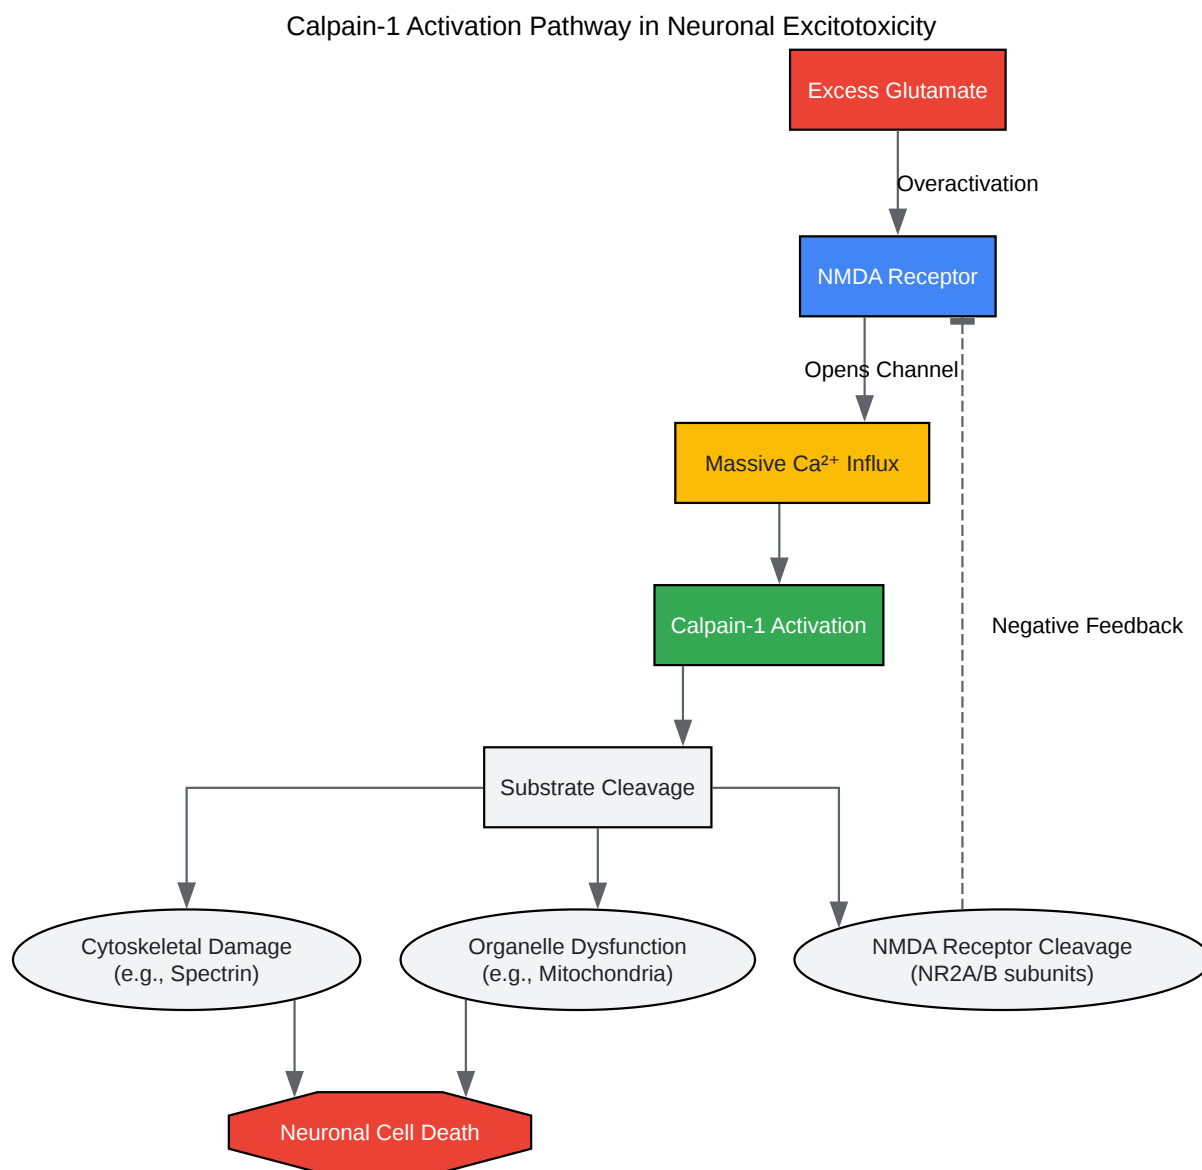 Calpain-1 Activation Pathway in Neuronal Excitotoxicity
Excess Glutamate
Overactivation
NMDA Receptor
Opens Channel
Massive Ca²⁺ Influx
Calpain-1 Activation
Negative Feedback
Substrate Cleavage
Cytoskeletal Damage
(e.g., Spectrin)
Organelle Dysfunction
(e.g., Mitochondria)
NMDA Receptor Cleavage
(NR2A/B subunits)
Neuronal Cell Death